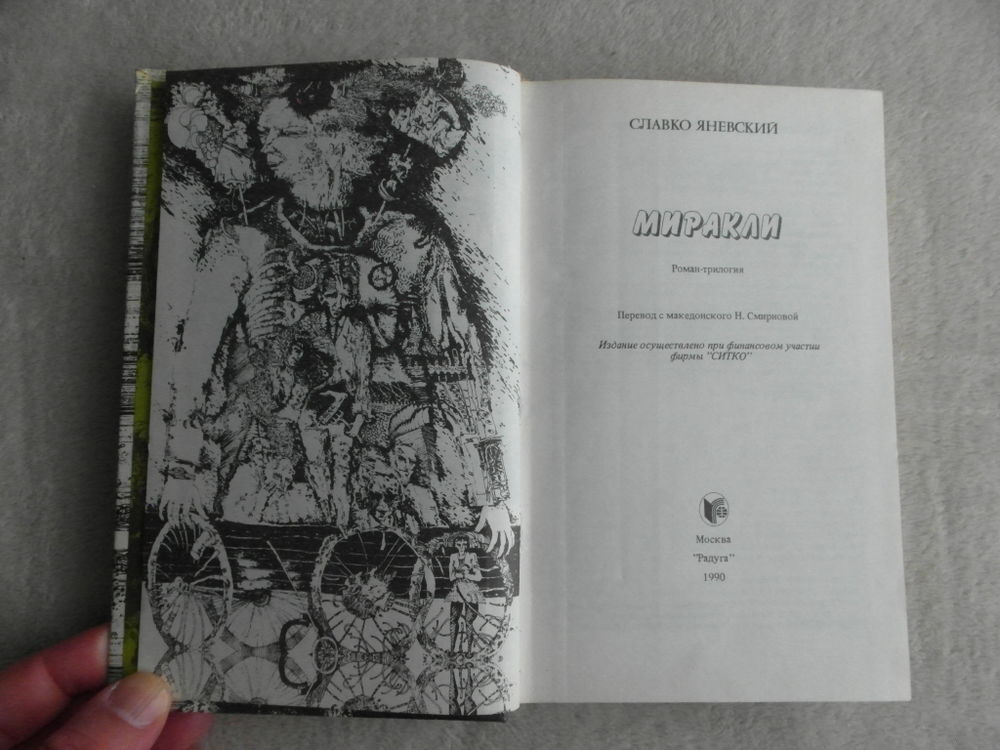 СЛАВКО ЯНЕВСКИЙ
МИРАКЛИ
Роман-трилогия
Перевод с македонского Н. Смирновой
Издание осуществлено при финансовом участии
фирмы "СИТКО"
Москва
"Радуга"
1990